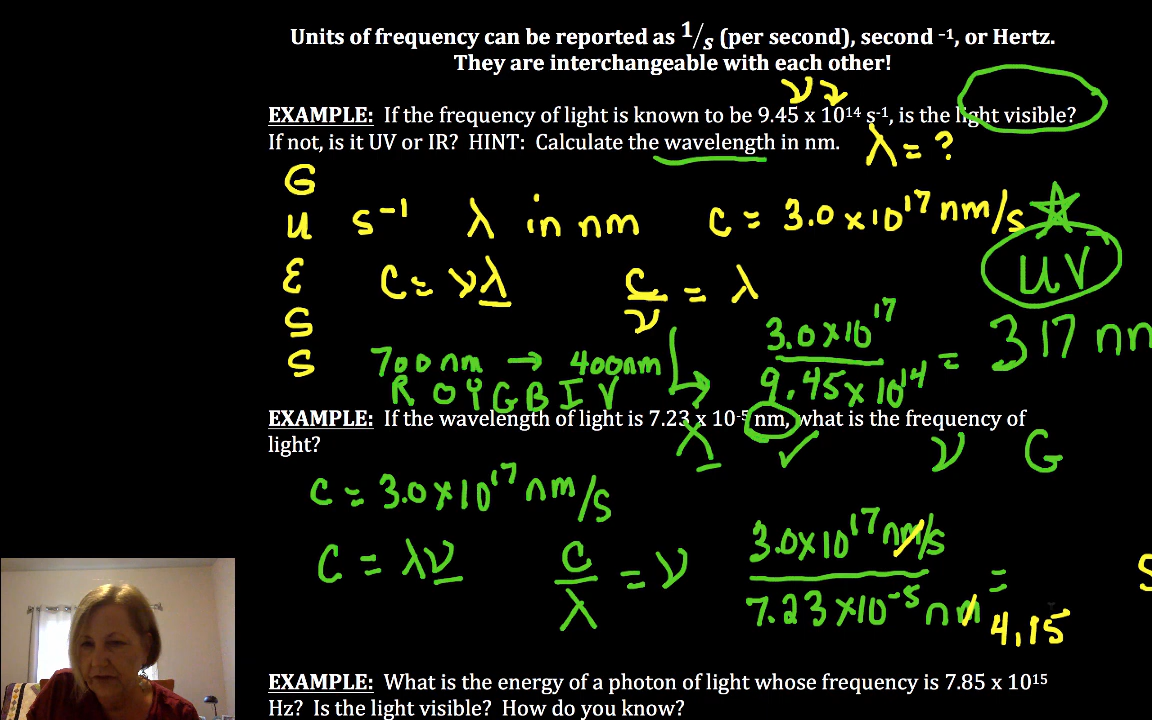 Units of frequency can be reported as 1/s (per second), second -1, or Hertz.
They are interchangeable with each other!
ν
EXAMPLE: If the frequency of light is known to be 9.45 x 10¹⁴ s⁻¹, is the light visible?
If not, is it UV or IR? HINT: Calculate the wavelength in nm.
λ = ?
G
U s⁻¹ λ in nm c = 3.0 x 10¹⁷ nm/s
E C = νλ c/ν = λ UV
S 3.0 x 10¹⁷ / 9.45 x 10¹⁴ = 317 nm
S 700 nm → 400nm
R O Y G B I V
EXAMPLE: If the wavelength of light is 7.23 x 10⁻⁵ nm, what is the frequency of
light?
λ ✓ ν G
C = 3.0 x 10¹⁷ nm/s
C = λν C/λ = ν 3.0x10¹⁷ nm/s / 7.23 x10⁻⁵ nm =
4.15
EXAMPLE: What is the energy of a photon of light whose frequency is 7.85 x 10¹⁵
Hz? Is the light visible? How do you know?